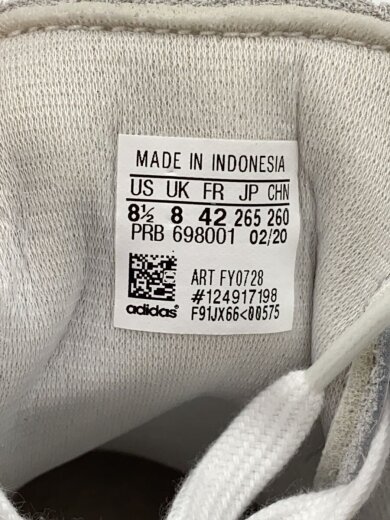 MADE IN INDONESIA
US UK FR JP CHN
8½ 8 42 265 260
PRB 698001 02/20
ART FY0728
#124917198
adidas® F91JX66<00575